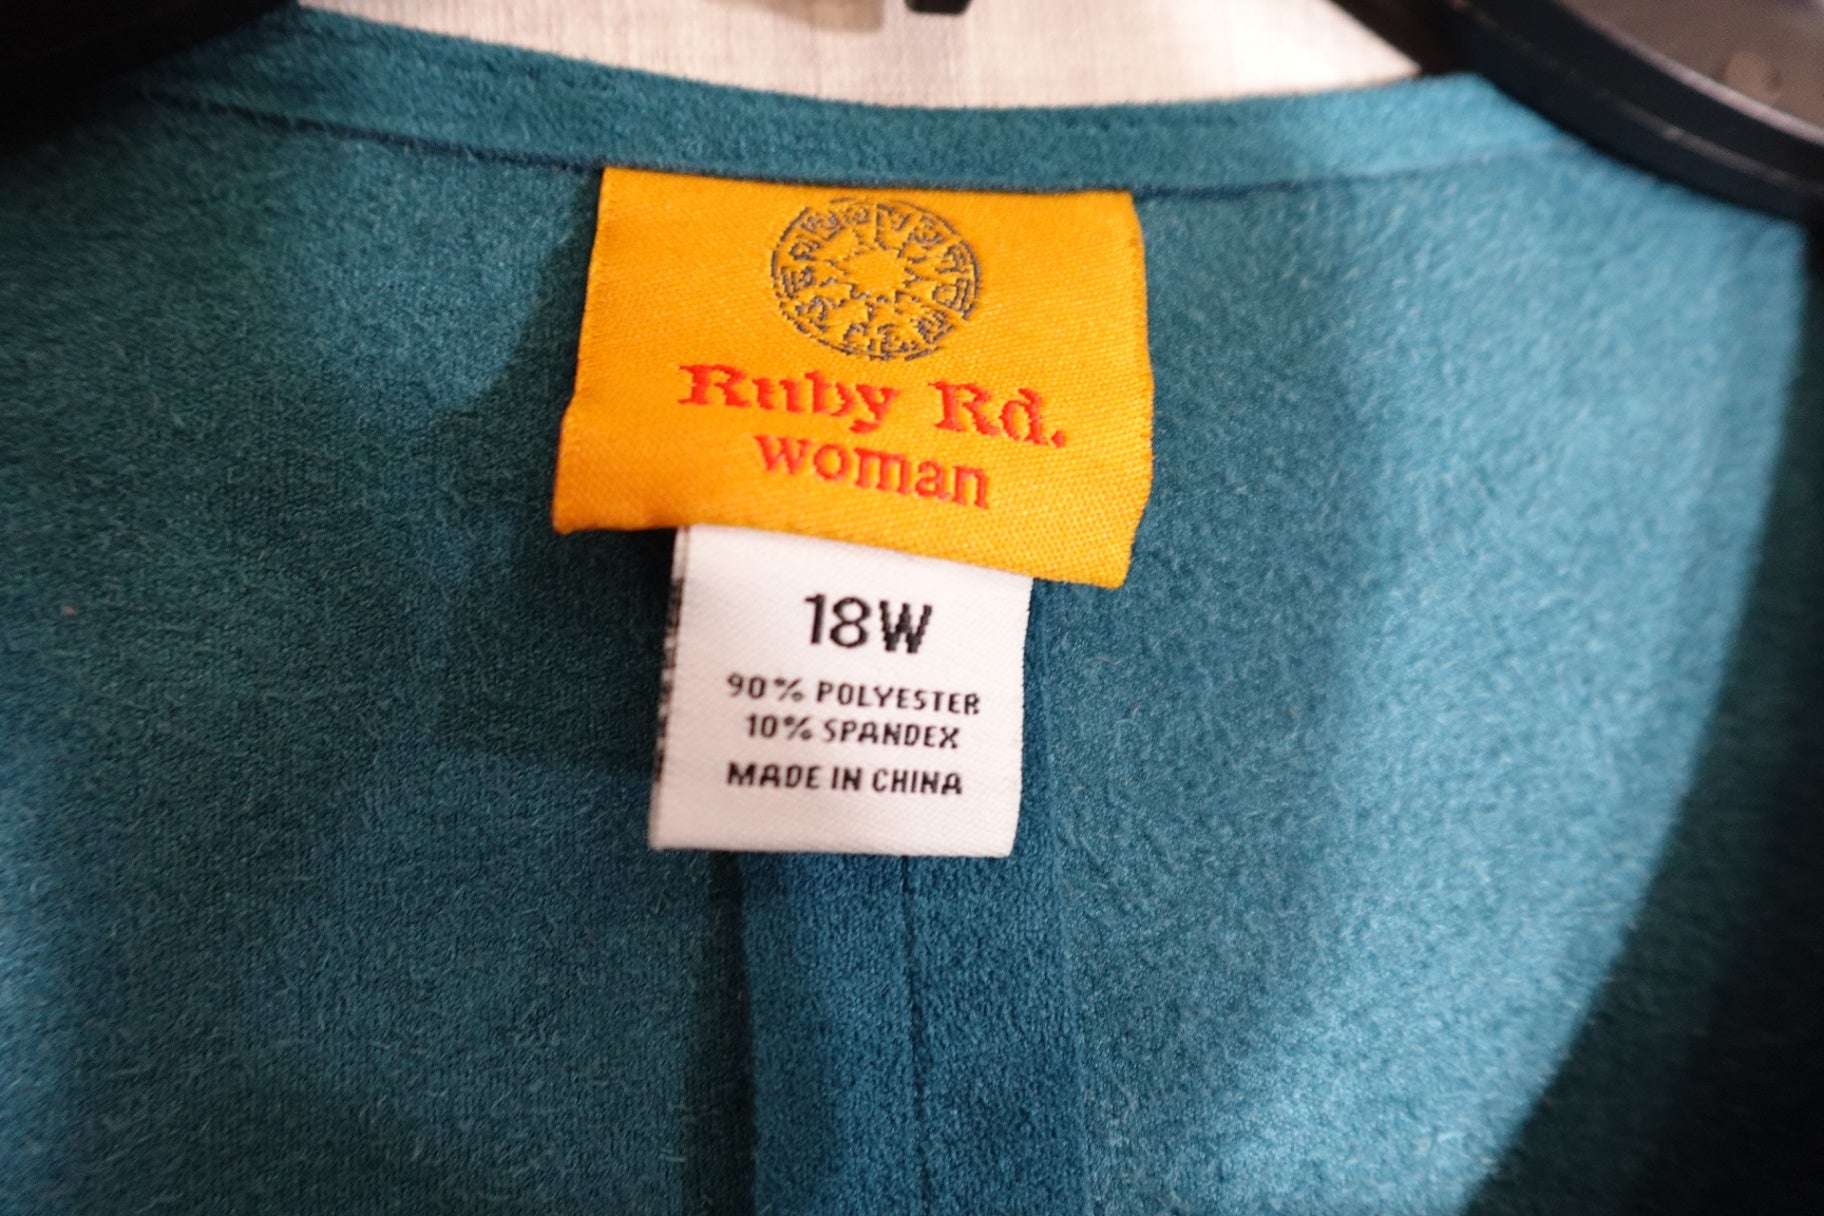 Ruby Rd.
woman
18W
90% POLYESTER
10% SPANDEX
MADE IN CHINA